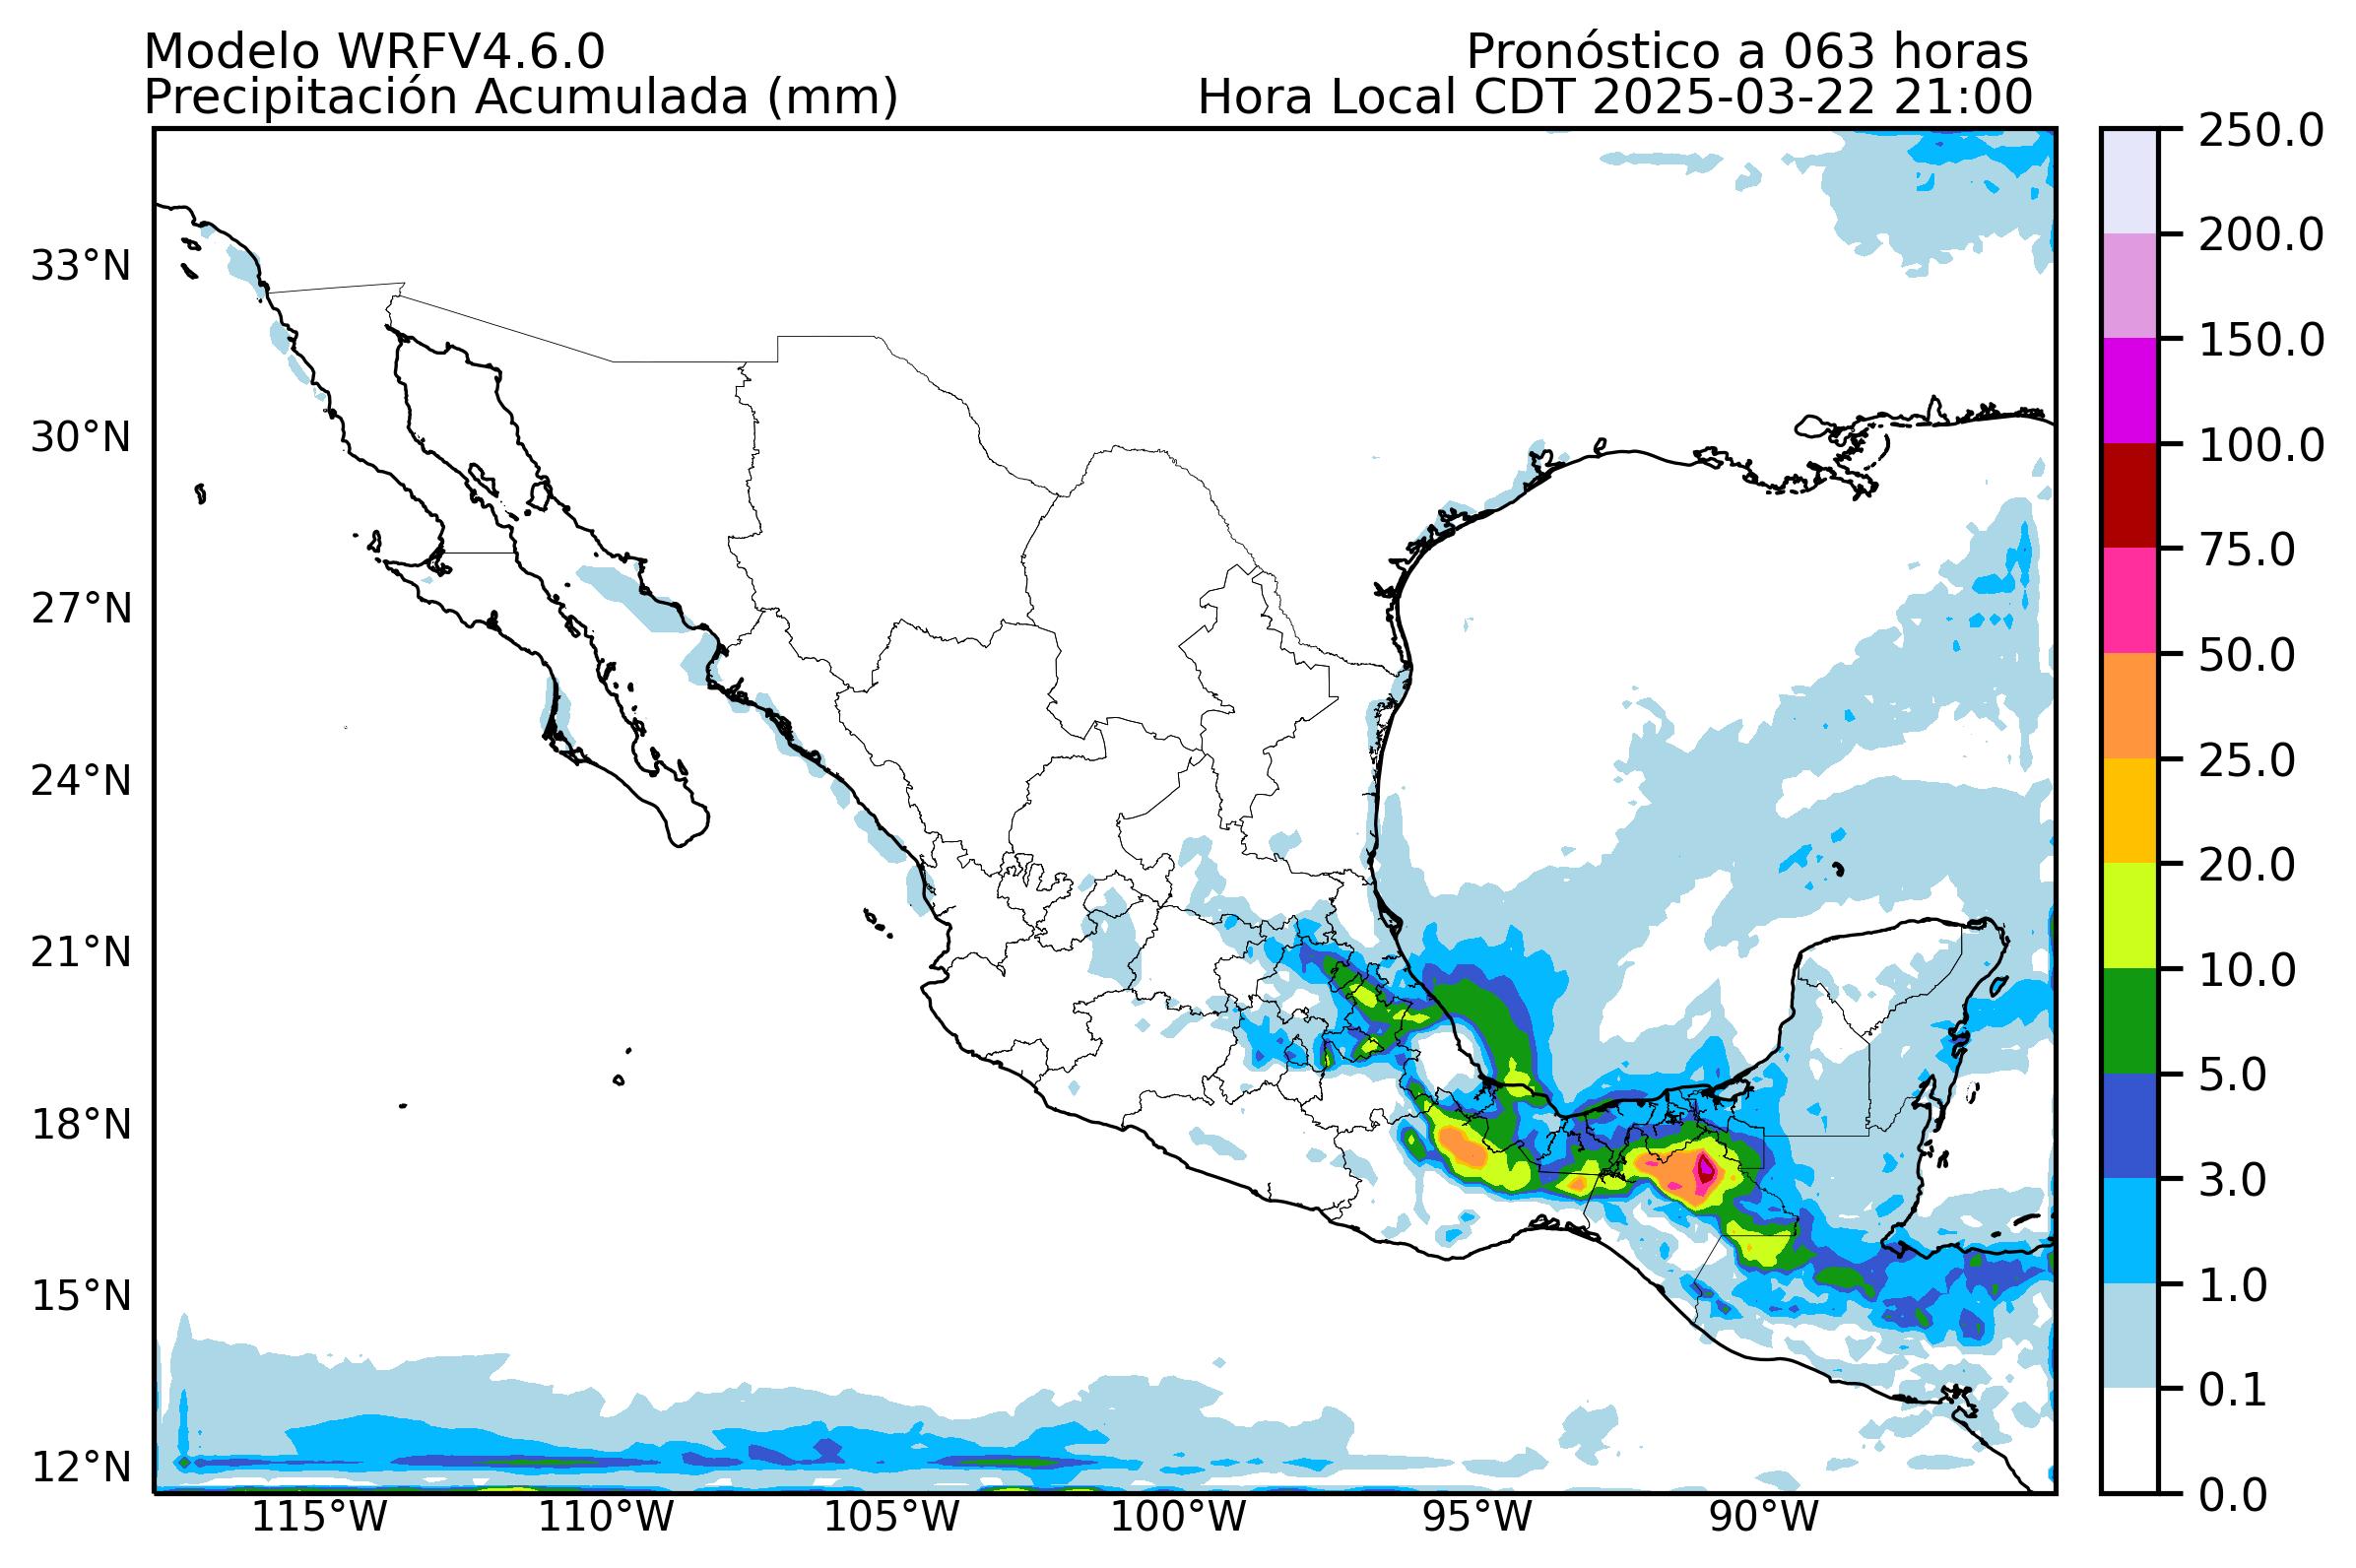 Modelo WRFV4.6.0
Pronóstico a 063 horas
Precipitación Acumulada (mm)
Hora Local CDT 2025-03-22 21:00
250.0
200.0
150.0
100.0
75.0
50.0
25.0
20.0
10.0
5.0
3.0
1.0
0.1
0.0
33°N
30°N
27°N
24°N
21°N
18°N
15°N
12°N
115°W
110°W
105°W
100°W
95°W
90°W